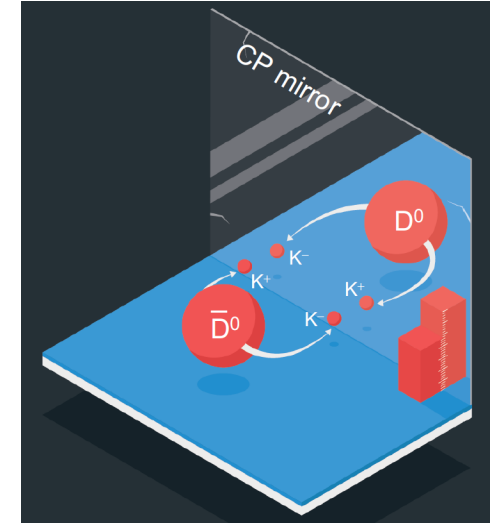 CP mirror
D⁰
K⁻
K⁺
K⁺
D̅⁰
K⁻